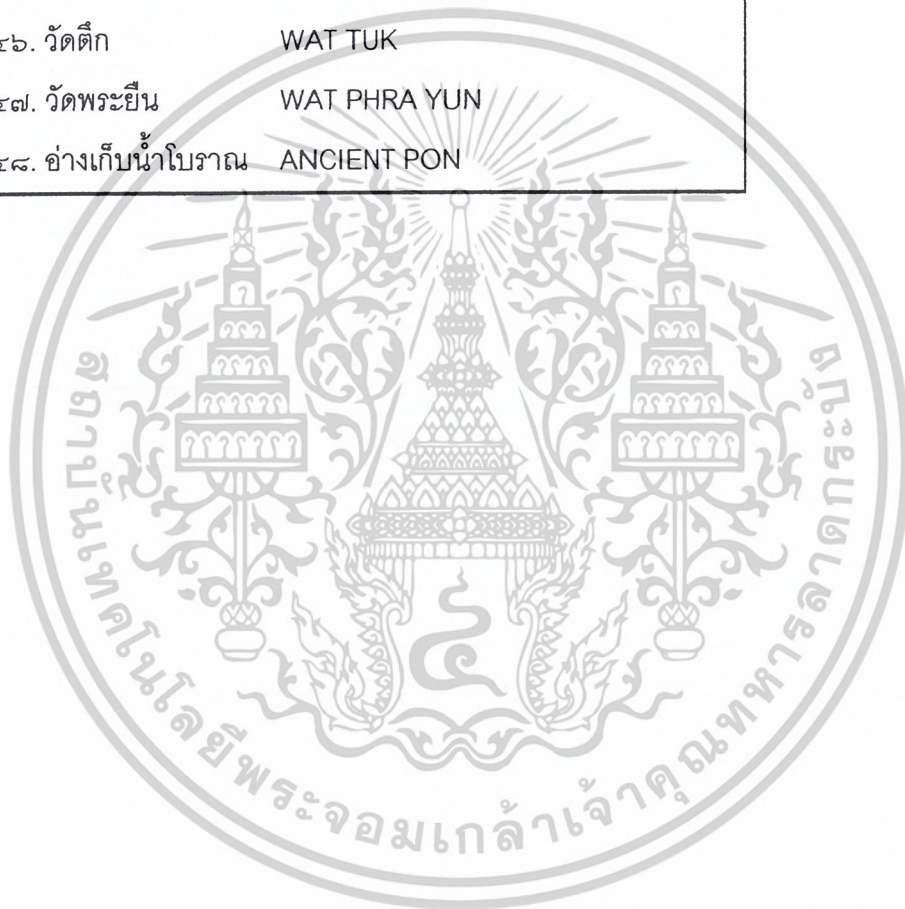 ๔๖. วัดตึก WAT TUK
๔๗. วัดพระยืน WAT PHRA YUN
๔๘. อ่างเก็บน้ำโบราณ ANCIENT PON
สถาบันเทคโนโลยีพระจอมเกล้าเจ้าคุณทหารลาดกระบัง